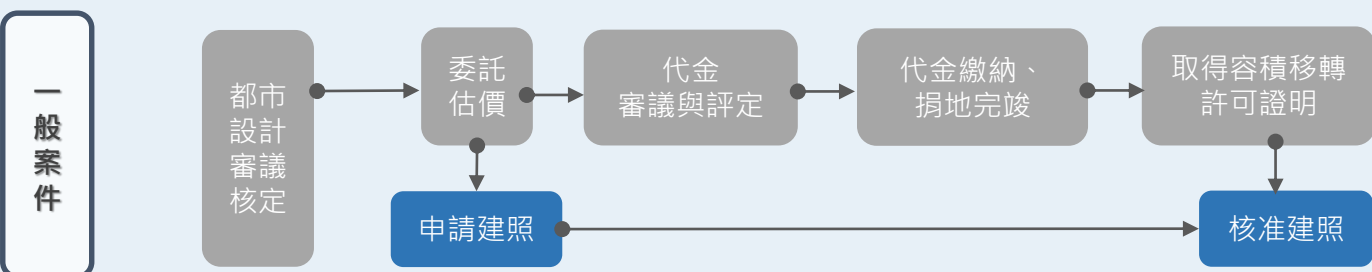 一般案件
都市
設計
審議
核定
委託
估價
代金
審議與評定
代金繳納、
捐地完竣
取得容積移轉
許可證明
申請建照
核准建照